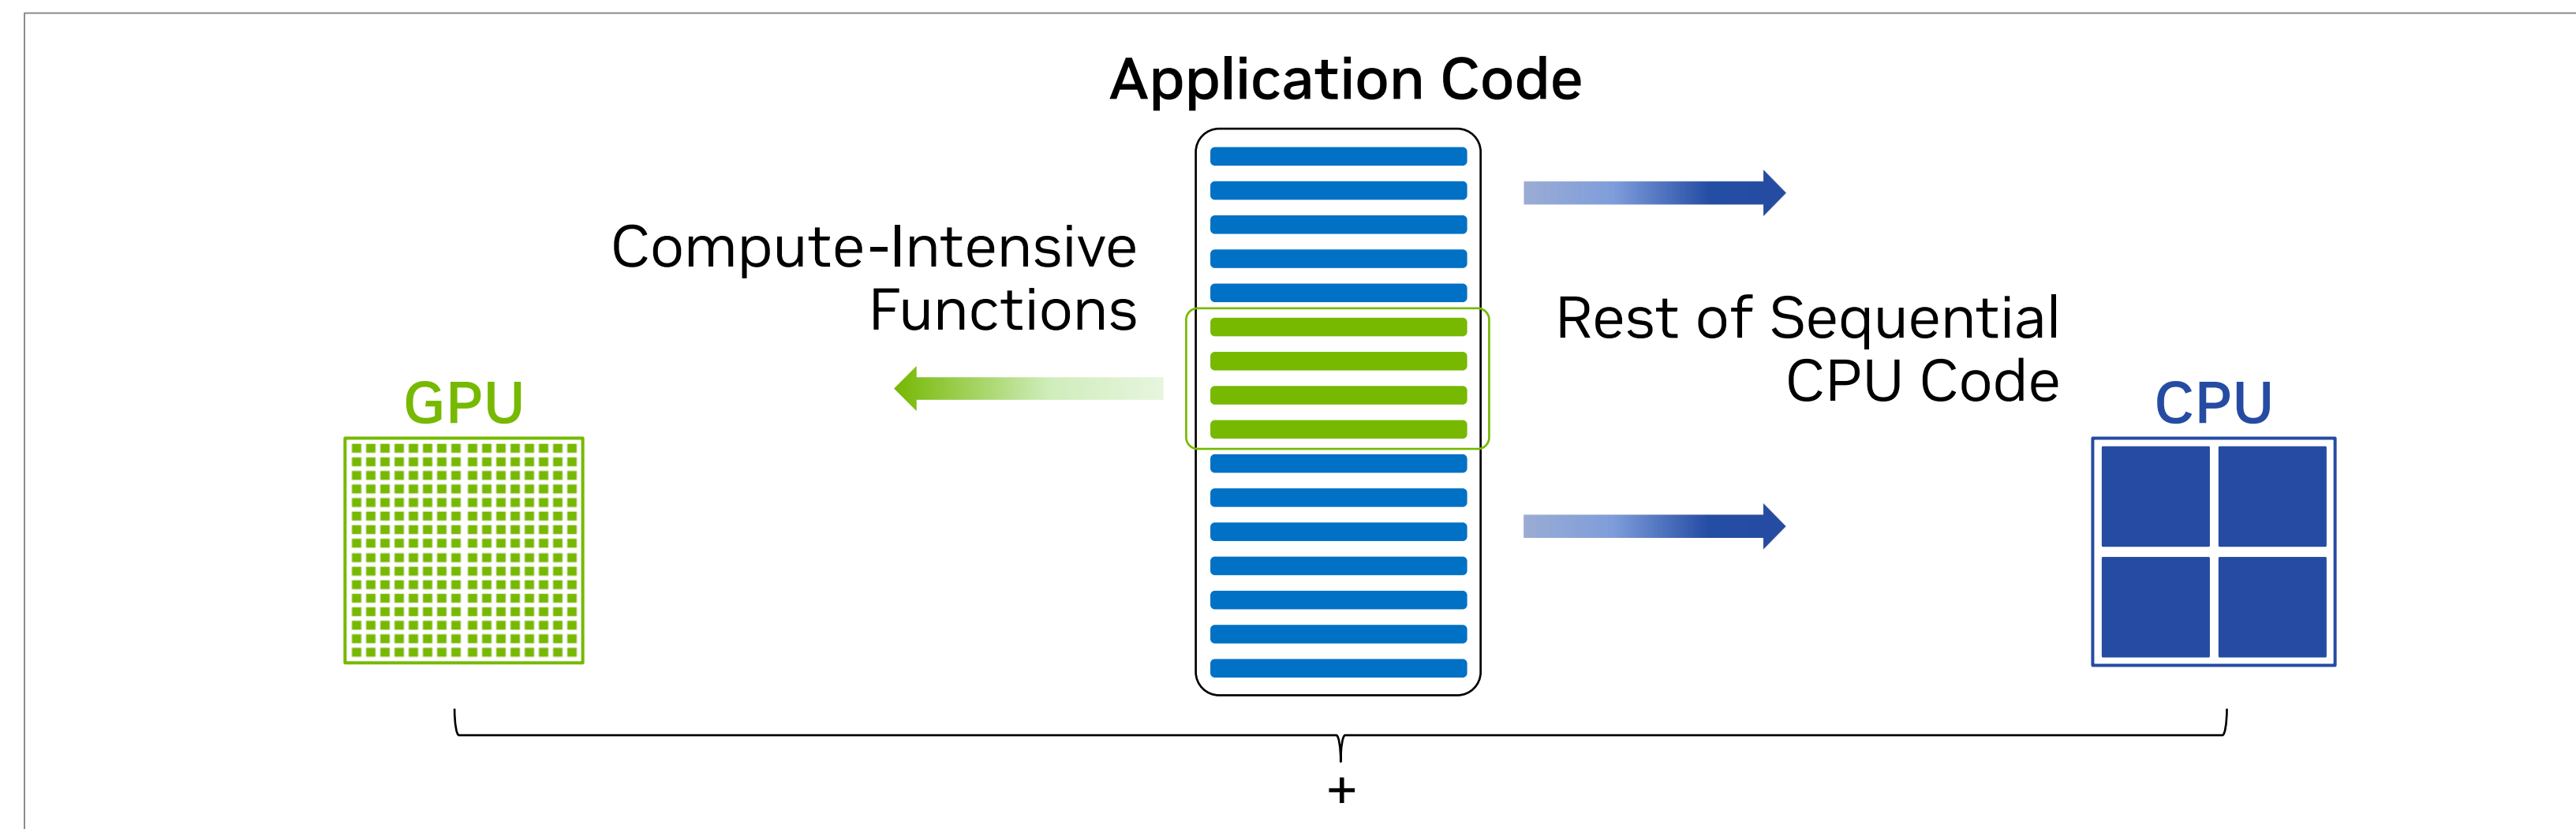 Application Code
Compute-Intensive
Functions
Rest of Sequential
CPU Code
GPU
CPU
+